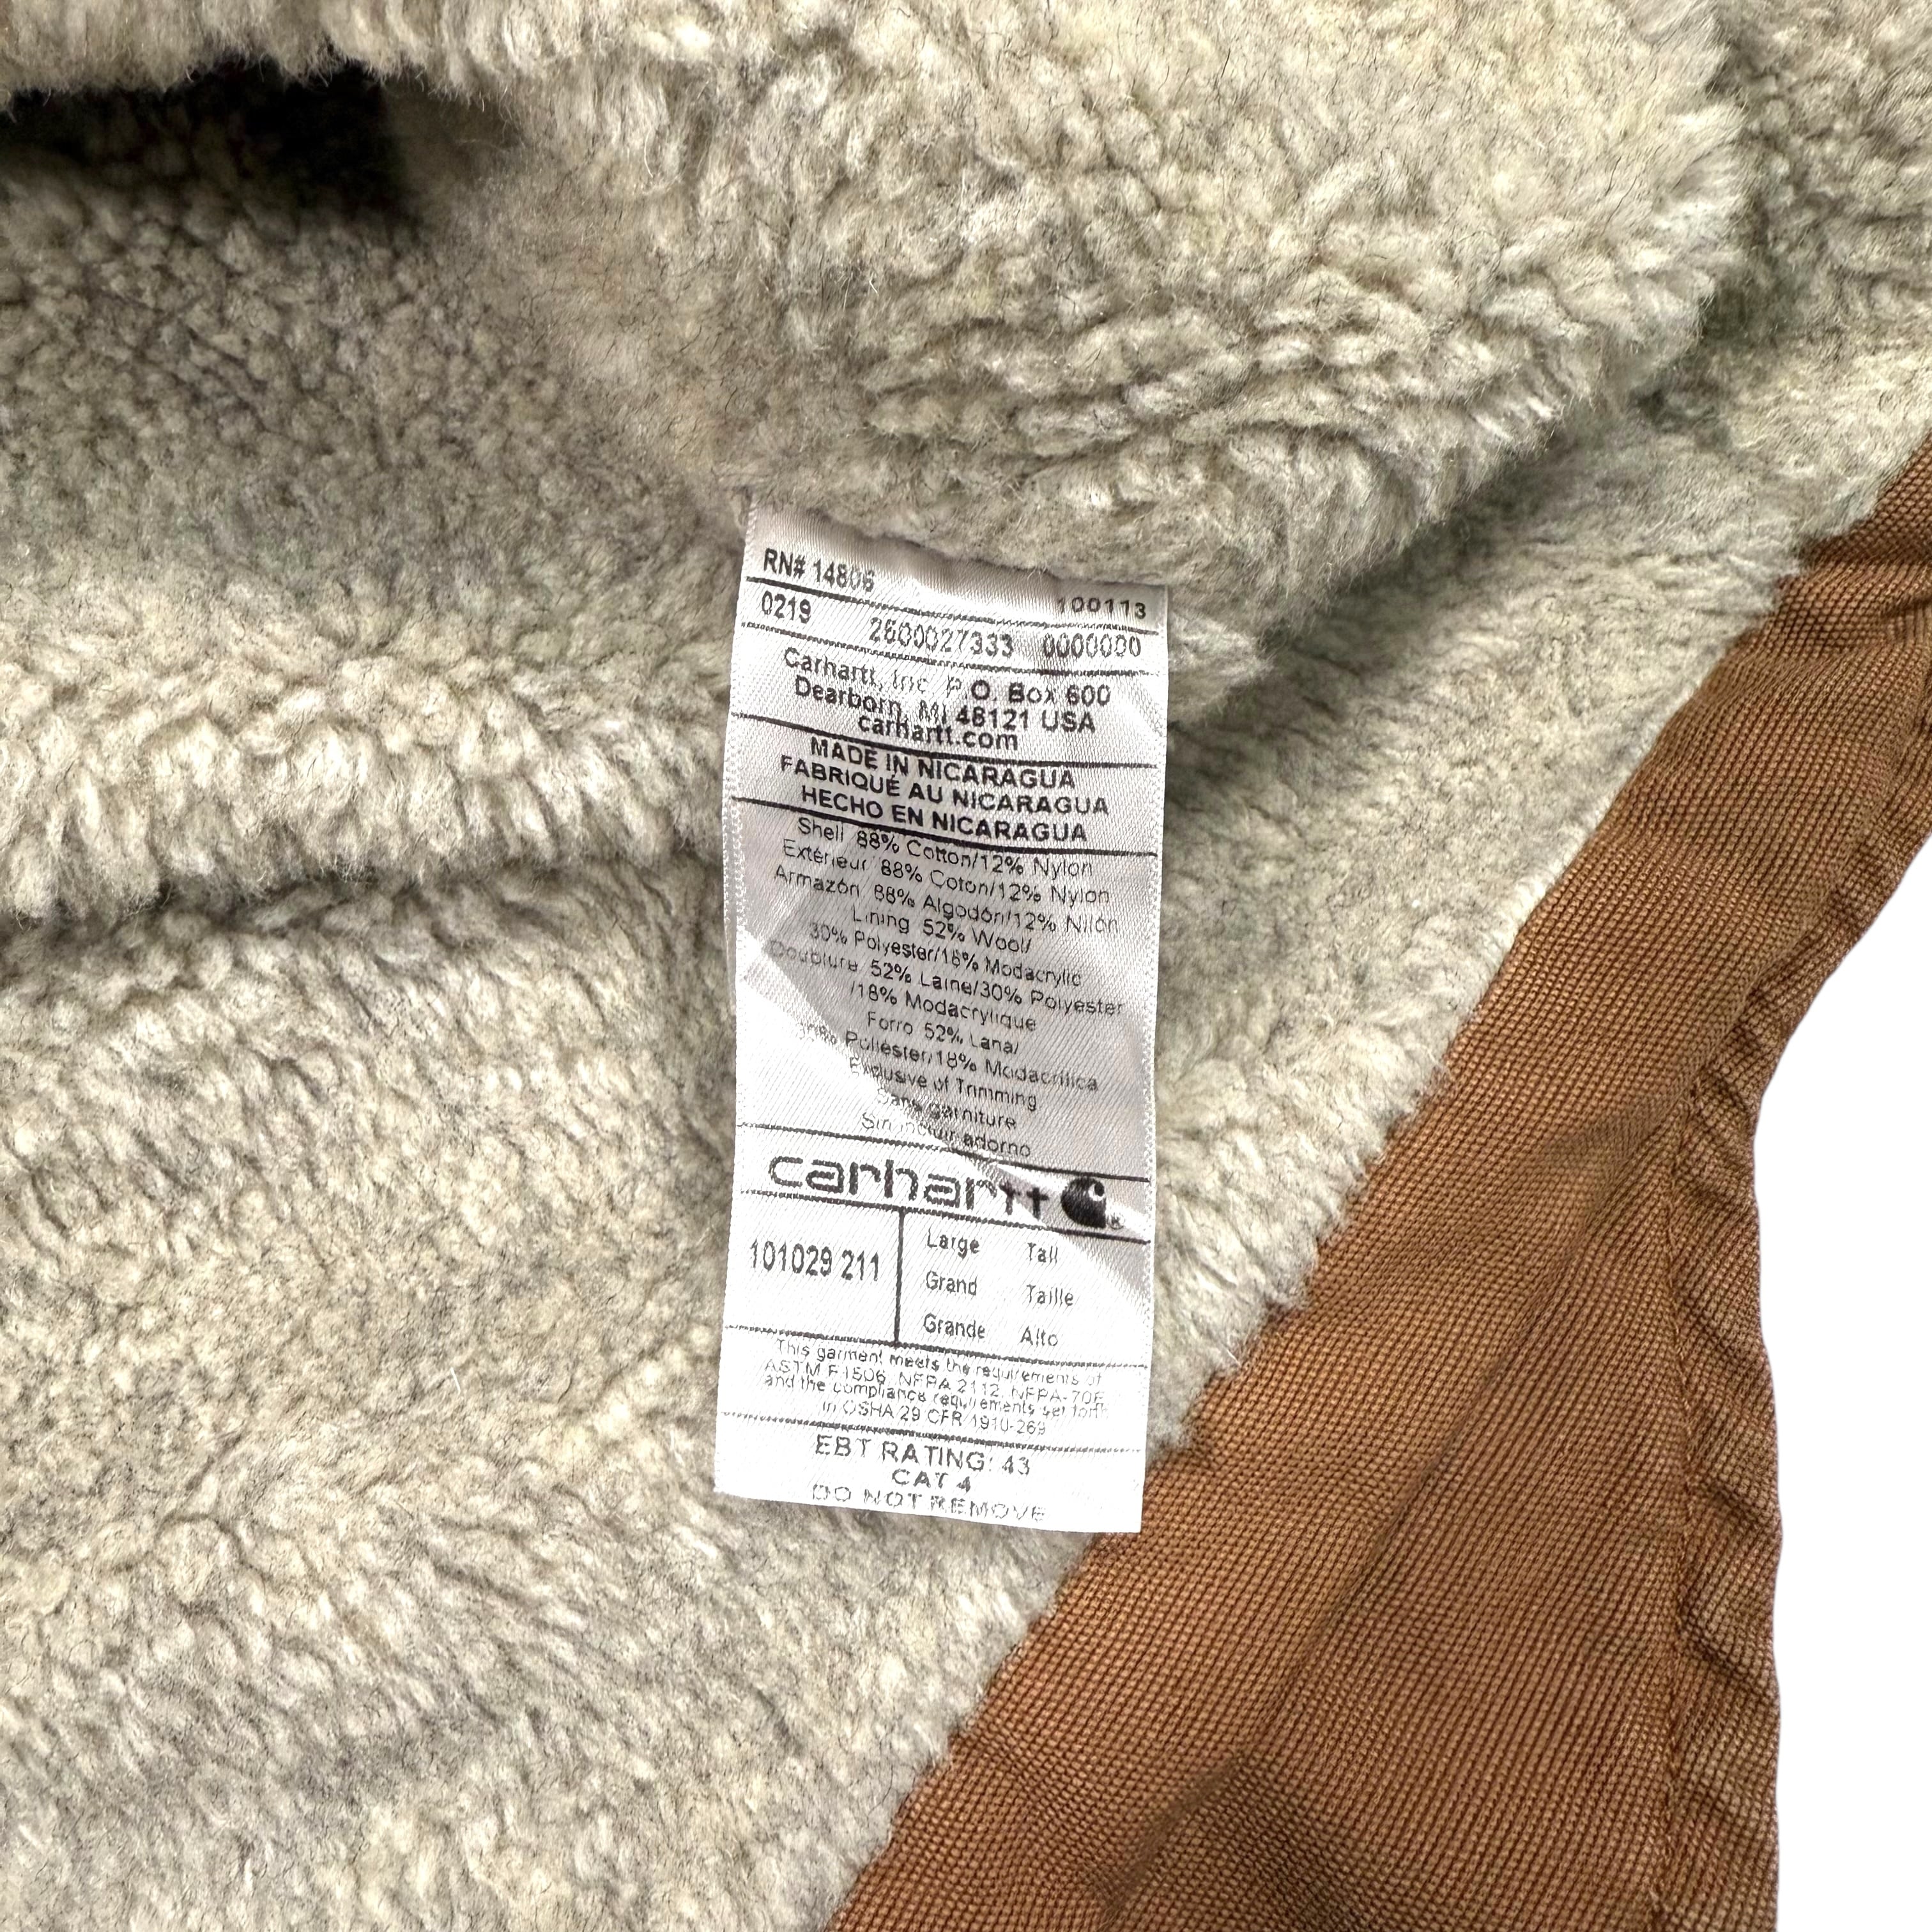 RN# 14806 100113
0219 2600027333 0000000
Carhartt, Inc. P.O. Box 600
Dearborn, MI 48121 USA
carhartt.com
MADE IN NICARAGUA
FABRIQUÉ AU NICARAGUA
HECHO EN NICARAGUA
Shell 88% Cotton/12% Nylon
Extérieur 88% Coton/12% Nylon
Armazón 88% Algodón/12% Nilón
Lining 52% Wool/
30% Polyester/18% Modacrylic
Doublure 52% Laine/30% Polyester
/18% Modacrylique
Forro 52% Lana/
30% Poliéster/18% Modacrílica
Exclusive of Trimming
Sans garniture
Sin incluir adorno
carhartt
101029 211
Large Tall
Grand Taille
Grande Alto
This garment meets the requirements of
ASTM F1506, NFPA 2112, NFPA-70E
and the compliance requirements set forth
in OSHA 29 CFR 1910-269
EBT RATING: 43
CAT 4
DO NOT REMOVE